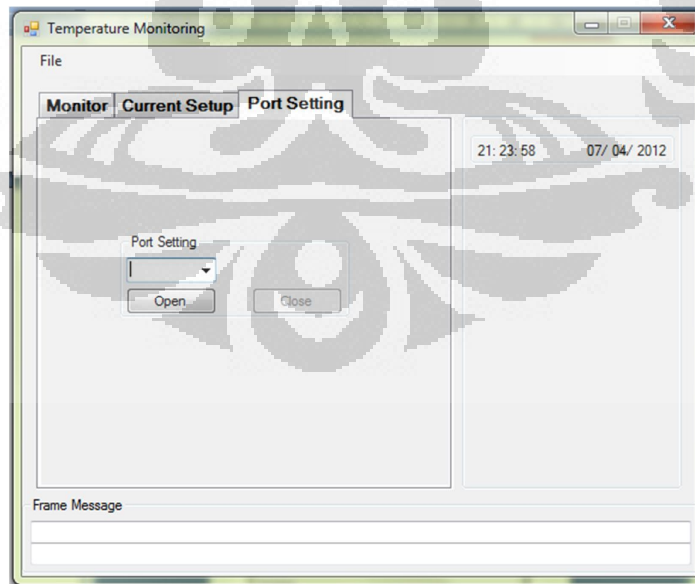 Temperature Monitoring
File
Monitor Current Setup Port Setting
21: 23: 58 07/ 04/ 2012
Port Setting
Open Close
Frame Message